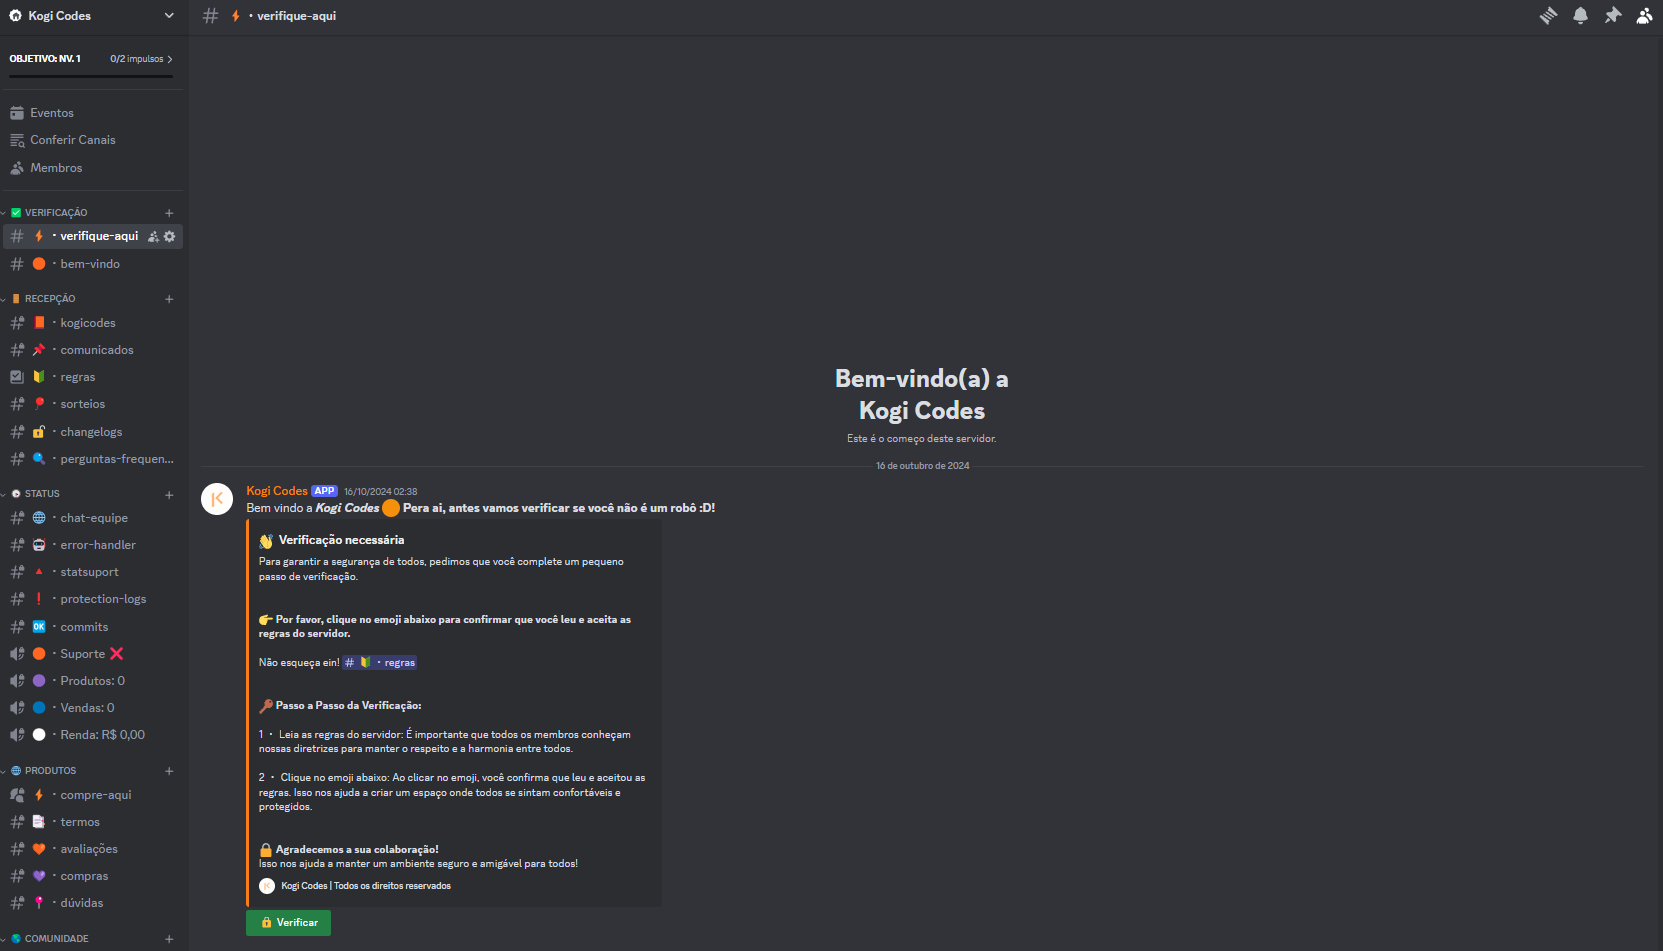 Kogi Codes
OBJETIVO: NV. 1 0/2 impulsos
Eventos
Conferir Canais
Membros
VERIFICAÇÃO
・verifique-aqui
・bem-vindo
RECEPÇÃO
・kogicodes
・comunicados
・regras
・sorteios
・changelogs
・perguntas-frequen...
STATUS
・chat-equipe
・error-handler
・statsuport
・protection-logs
OK・commits
・Suporte ❌
・Produtos: 0
・Vendas: 0
・Renda: R$ 0,00
PRODUTOS
・compre-aqui
・termos
・avaliações
・compras
・dúvidas
COMUNIDADE
・verifique-aqui
Bem-vindo(a) a
Kogi Codes
Este é o começo deste servidor.
16 de outubro de 2024
Kogi Codes APP 16/10/2024 02:38
Bem vindo a Kogi Codes 🟠 Pera ai, antes vamos verificar se você não é um robô :D!
👋 Verificação necessária
Para garantir a segurança de todos, pedimos que você complete um pequeno
passo de verificação.
👉 Por favor, clique no emoji abaixo para confirmar que você leu e aceita as
regras do servidor.
Não esqueça ein! # 🔰・regras
🔑 Passo a Passo da Verificação:
1 ・ Leia as regras do servidor: É importante que todos os membros conheçam
nossas diretrizes para manter o respeito e a harmonia entre todos.
2 ・ Clique no emoji abaixo: Ao clicar no emoji, você confirma que leu e aceitou as
regras. Isso nos ajuda a criar um espaço onde todos se sintam confortáveis e
protegidos.
🔒 Agradecemos a sua colaboração!
Isso nos ajuda a manter um ambiente seguro e amigável para todos!
Kogi Codes | Todos os direitos reservados
🔒 Verificar